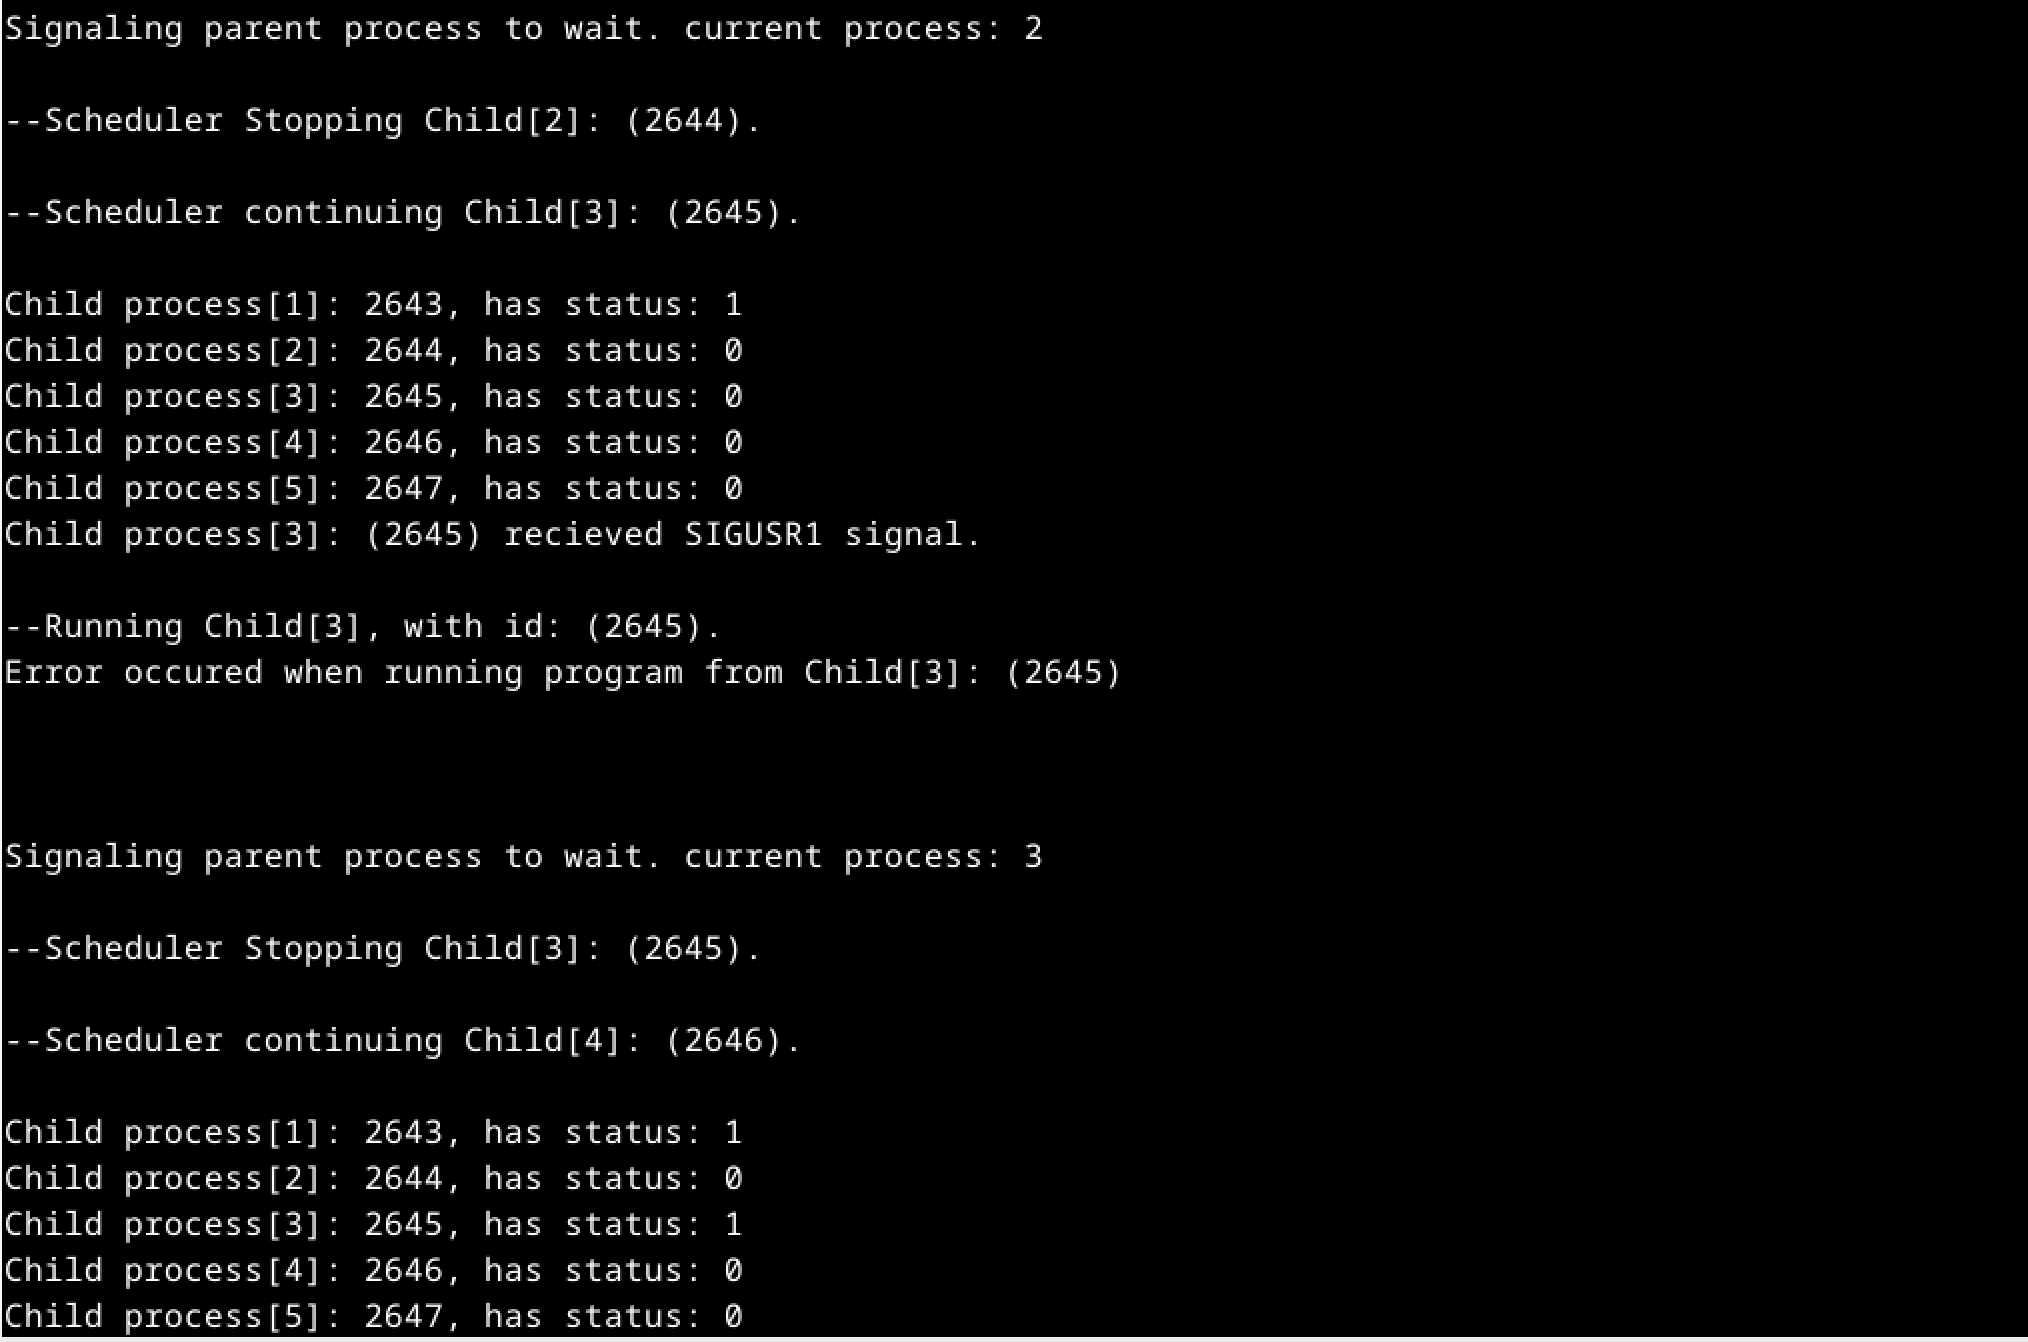 Signaling parent process to wait. current process: 2
--Scheduler Stopping Child[2]: (2644).
--Scheduler continuing Child[3]: (2645).
Child process[1]: 2643, has status: 1
Child process[2]: 2644, has status: 0
Child process[3]: 2645, has status: 0
Child process[4]: 2646, has status: 0
Child process[5]: 2647, has status: 0
Child process[3]: (2645) recieved SIGUSR1 signal.
--Running Child[3], with id: (2645).
Error occured when running program from Child[3]: (2645)
Signaling parent process to wait. current process: 3
--Scheduler Stopping Child[3]: (2645).
--Scheduler continuing Child[4]: (2646).
Child process[1]: 2643, has status: 1
Child process[2]: 2644, has status: 0
Child process[3]: 2645, has status: 1
Child process[4]: 2646, has status: 0
Child process[5]: 2647, has status: 0